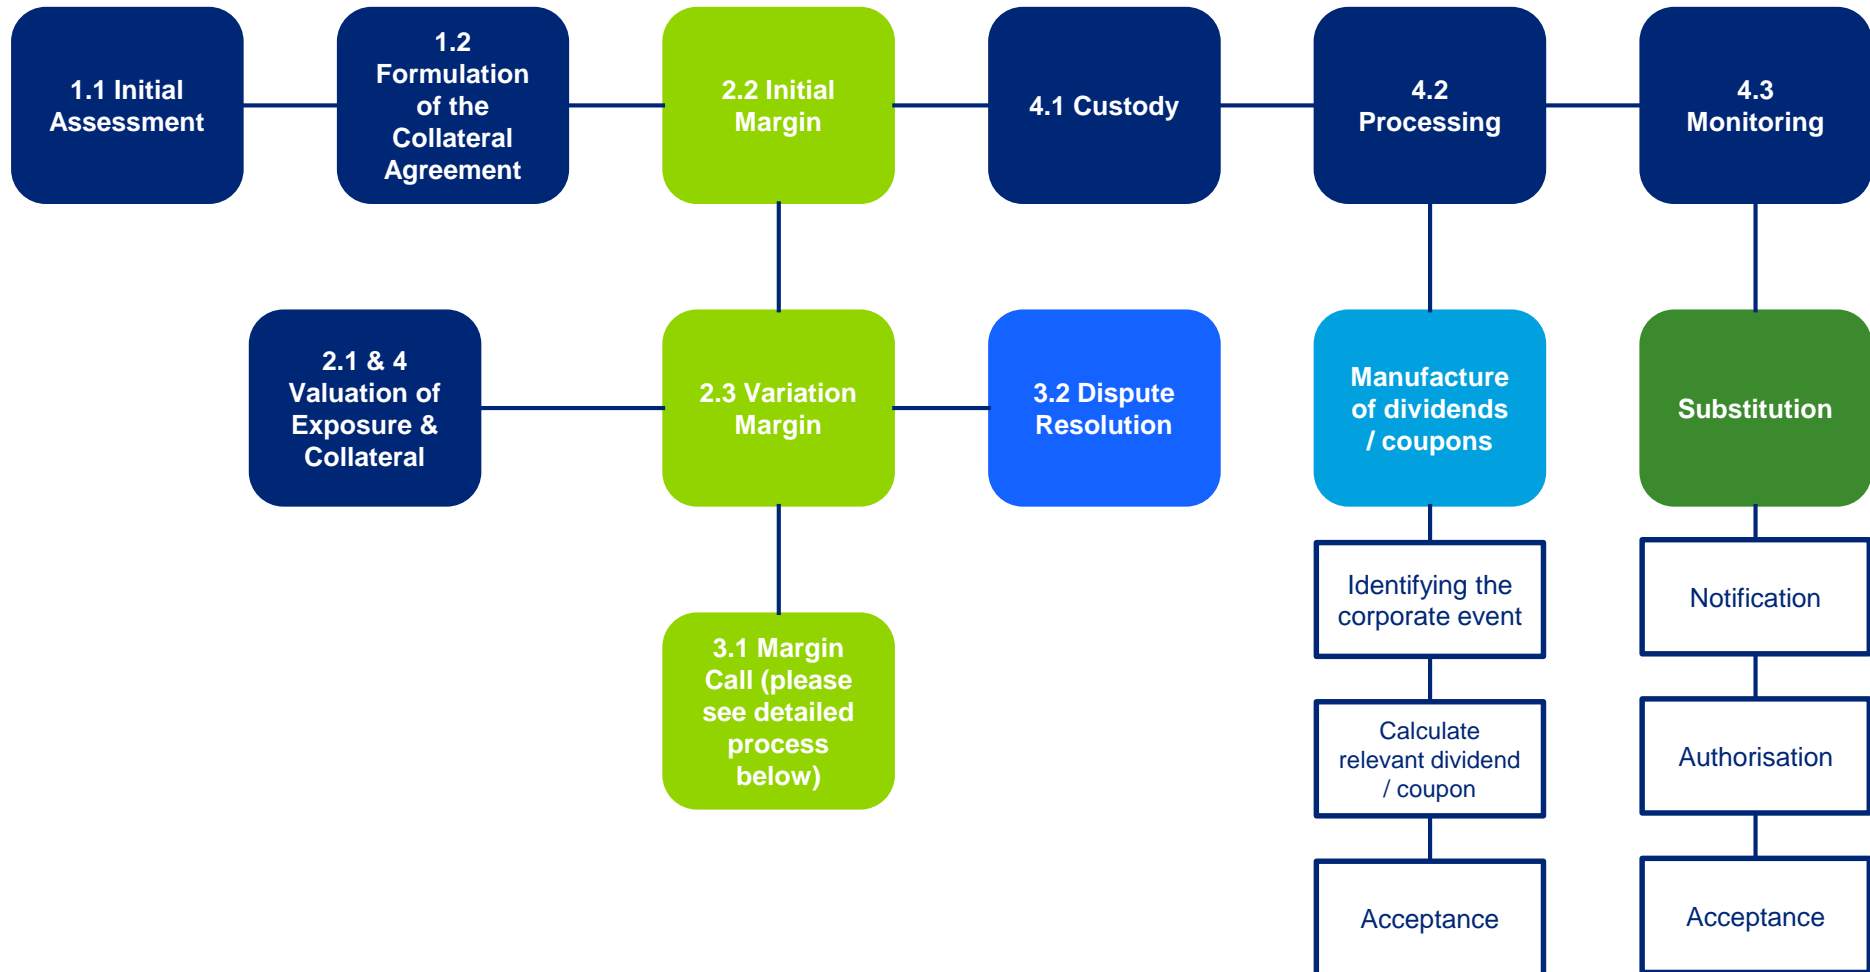 1.1 Initial
Assessment
1.2
Formulation
of the
Collateral
Agreement
2.2 Initial
Margin
4.1 Custody
4.2
Processing
4.3
Monitoring
2.1 & 4
Valuation of
Exposure &
Collateral
2.3 Variation
Margin
3.2 Dispute
Resolution
Manufacture
of dividends
/ coupons
Substitution
3.1 Margin
Call (please
see detailed
process
below)
Identifying the
corporate event
Notification
Calculate
relevant dividend
/ coupon
Authorisation
Acceptance
Acceptance